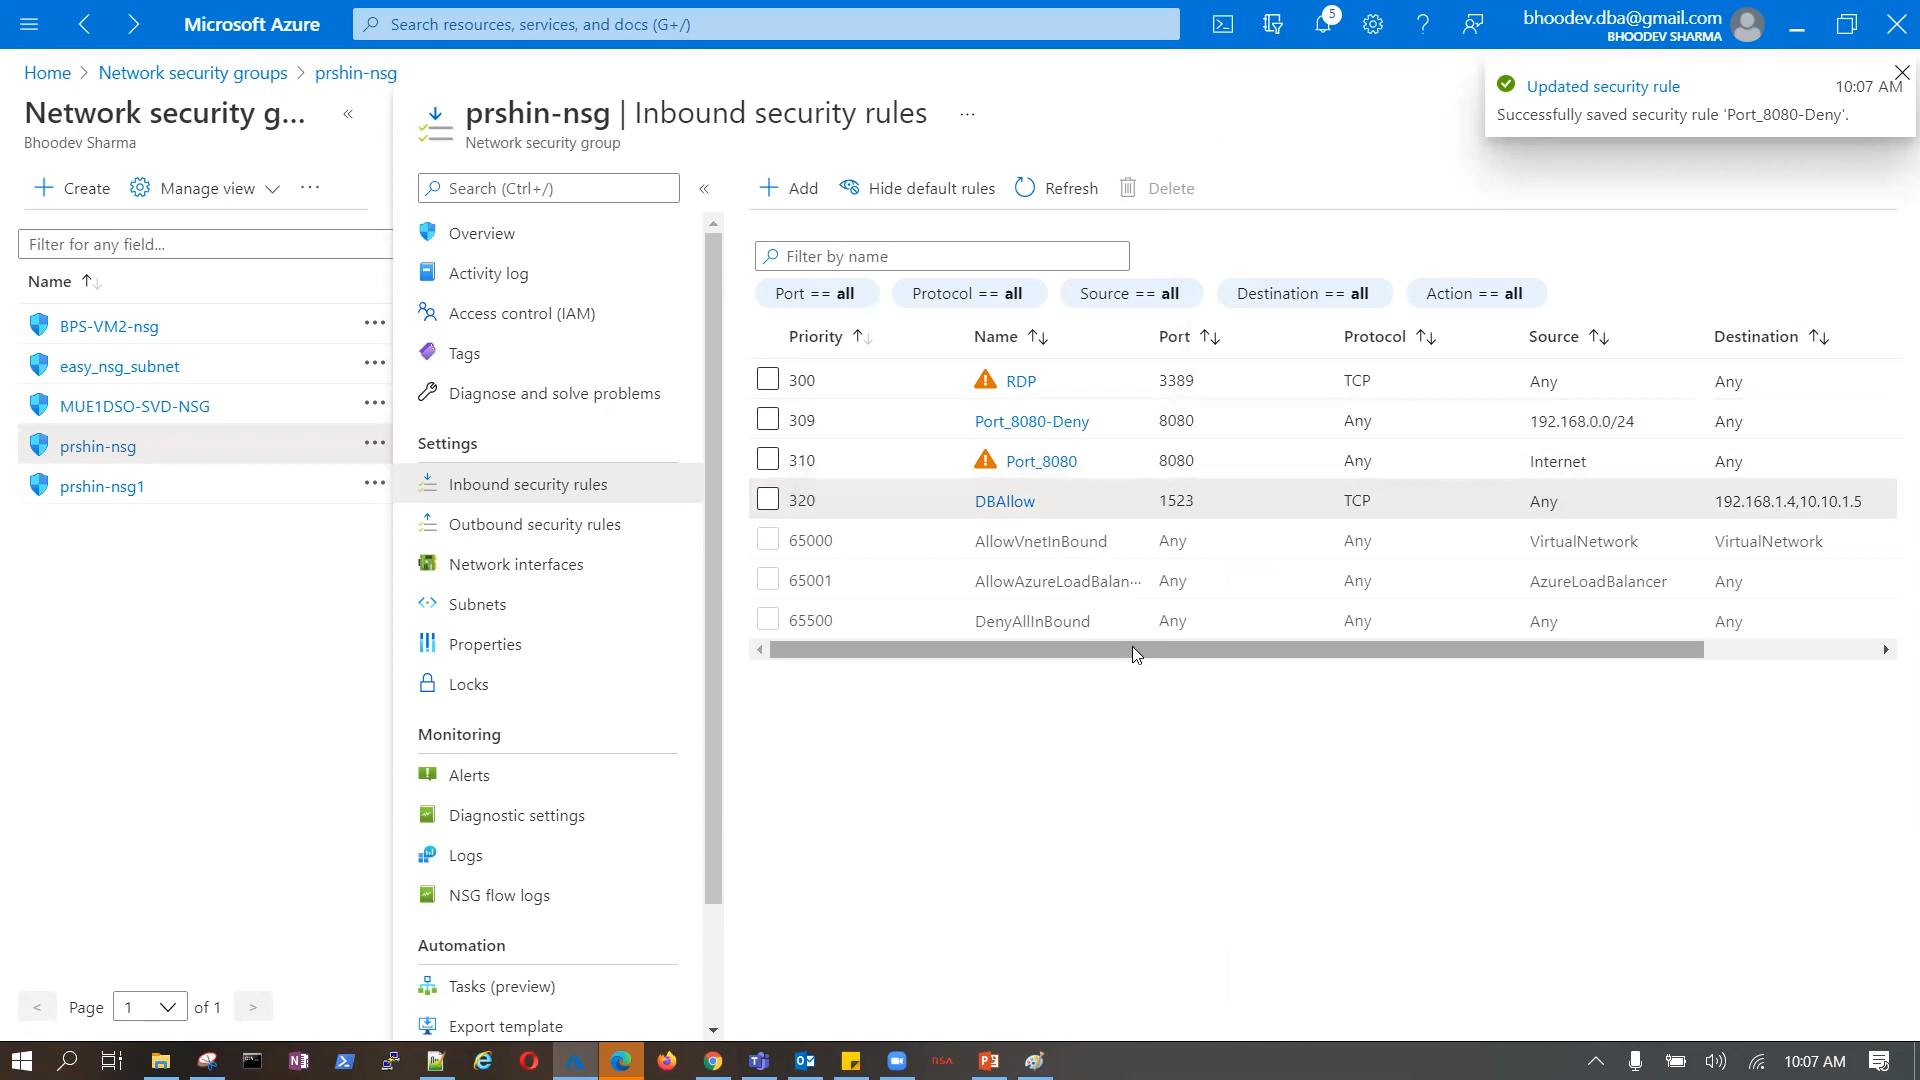 Microsoft Azure
Search resources, services, and docs (G+/)
5
bhoodev.dba@gmail.com
BHOODEV SHARMA
Home > Network security groups > prshin-nsg
Updated security rule 10:07 AM
Successfully saved security rule 'Port_8080-Deny'.
Network security g... «
Bhoodev Sharma
prshin-nsg | Inbound security rules ...
Network security group
+ Create Manage view ...
Search (Ctrl+/) «
+ Add Hide default rules Refresh Delete
Filter for any field...
Name ↑↓
BPS-VM2-nsg ...
easy_nsg_subnet ...
MUE1DSO-SVD-NSG ...
prshin-nsg ...
prshin-nsg1 ...
< Page 1 of 1 >
Overview
Activity log
Access control (IAM)
Tags
Diagnose and solve problems
Settings
Inbound security rules
Outbound security rules
Network interfaces
Subnets
Properties
Locks
Monitoring
Alerts
Diagnostic settings
Logs
NSG flow logs
Automation
Tasks (preview)
Export template
Filter by name
Port == all Protocol == all Source == all Destination == all Action == all
Priority ↑↓ Name ↑↓ Port ↑↓ Protocol ↑↓ Source ↑↓ Destination ↑↓
300 RDP 3389 TCP Any Any
309 Port_8080-Deny 8080 Any 192.168.0.0/24 Any
310 Port_8080 8080 Any Internet Any
320 DBAllow 1523 TCP Any 192.168.1.4,10.10.1.5
65000 AllowVnetInBound Any Any VirtualNetwork VirtualNetwork
65001 AllowAzureLoadBalan... Any Any AzureLoadBalancer Any
65500 DenyAllInBound Any Any Any Any
RSA
10:07 AM